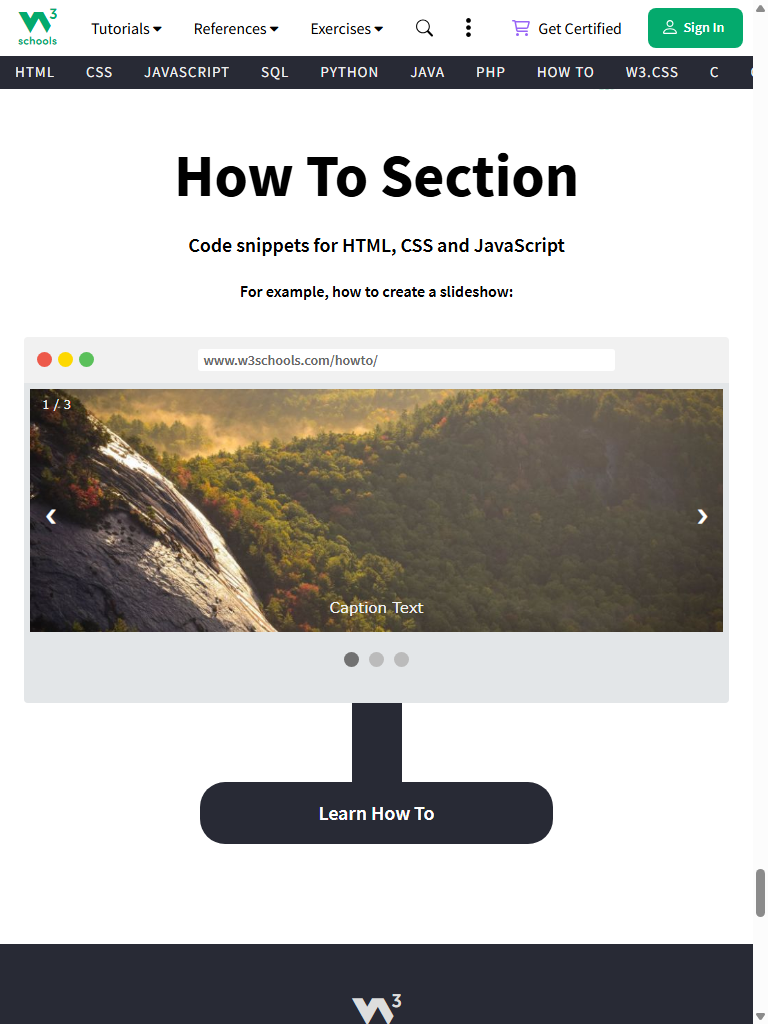 3
schools
Tutorials
References
Exercises
Get Certified
Sign In
HTML
CSS
JAVASCRIPT
SQL
PYTHON
JAVA
PHP
HOW TO
W3.CSS
C
How To Section
Code snippets for HTML, CSS and JavaScript
For example, how to create a slideshow:
www.w3schools.com/howto/
1 / 3
❮ ❯
Caption Text
Learn How To
3